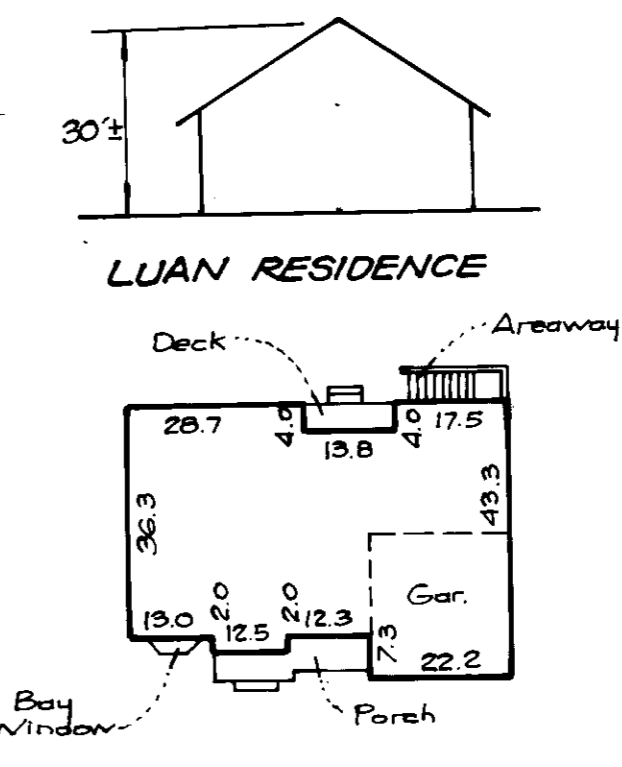 30'±
LUAN RESIDENCE
Areaway
Deck
28.7
4.0
13.8
4.0
17.5
36.3
43.3
Gar.
13.0
2.0
12.5
2.0
12.3
7.3
22.2
Bay
Window
Porch